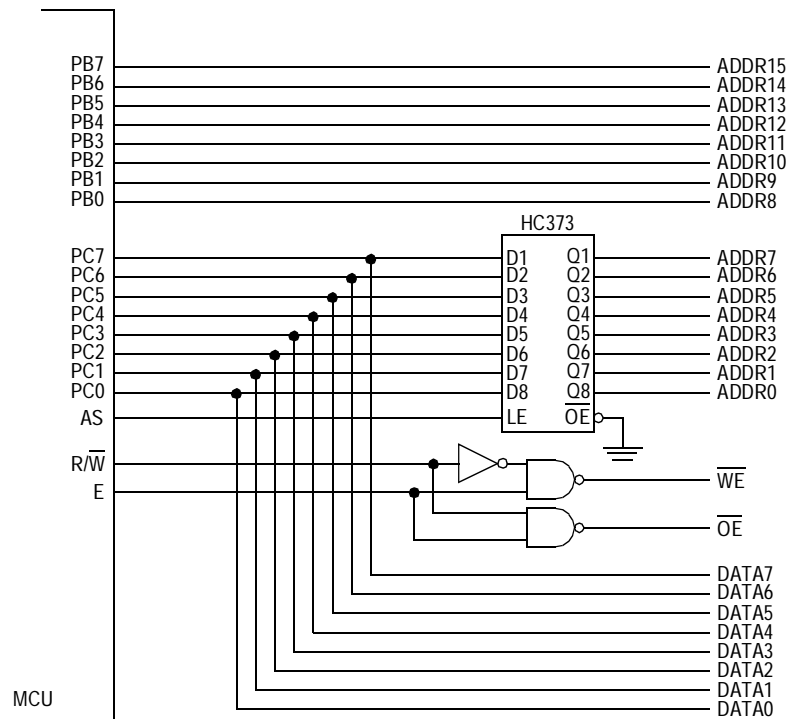 PB7 ADDR15
PB6 ADDR14
PB5 ADDR13
PB4 ADDR12
PB3 ADDR11
PB2 ADDR10
PB1 ADDR9
PB0 ADDR8
HC373
PC7 D1 Q1 ADDR7
PC6 D2 Q2 ADDR6
PC5 D3 Q3 ADDR5
PC4 D4 Q4 ADDR4
PC3 D5 Q5 ADDR3
PC2 D6 Q6 ADDR2
PC1 D7 Q7 ADDR1
PC0 D8 Q8 ADDR0
AS LE O̅E̅
R/W̅ W̅E̅
E O̅E̅
DATA7
DATA6
DATA5
DATA4
DATA3
DATA2
MCU DATA1
DATA0